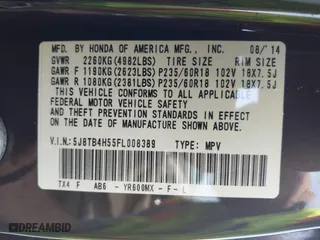 MFD. BY HONDA OF AMERICA MFG., INC. 08/'14
GVWR 2260KG(4982LBS) TIRE SIZE RIM SIZE
GAWR F 1190KG(2623LBS) P235/60R18 102V 18X7.5J
GAWR R 1080KG(2381LBS) P235/60R18 102V 18X7.5J
THIS VEHICLE CONFORMS TO ALL APPLICABLE
FEDERAL MOTOR VEHICLE SAFETY, BUMPER, AND
THEFT PREVENTION STANDARDS IN EFFECT ON THE
DATE OF MANUFACTURE SHOWN ABOVE.
V.I.N.:5J8TB4H55FL008389 TYPE: MPV
TX4 F AB6 -YR600MX -F-L
BIDGARAGE
GETAMBID